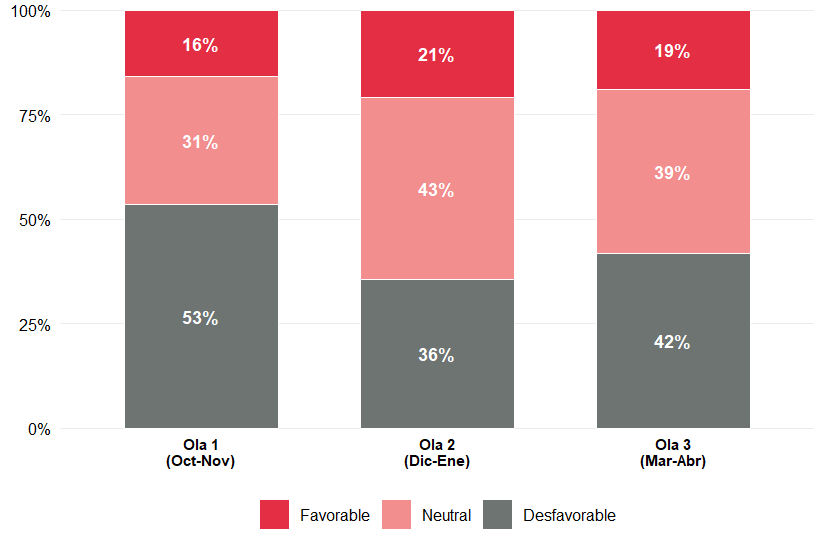 100%
75%
50%
25%
0%
16%
31%
53%
21%
43%
36%
19%
39%
42%
Ola 1
(Oct-Nov)
Ola 2
(Dic-Ene)
Ola 3
(Mar-Abr)
Favorable
Neutral
Desfavorable